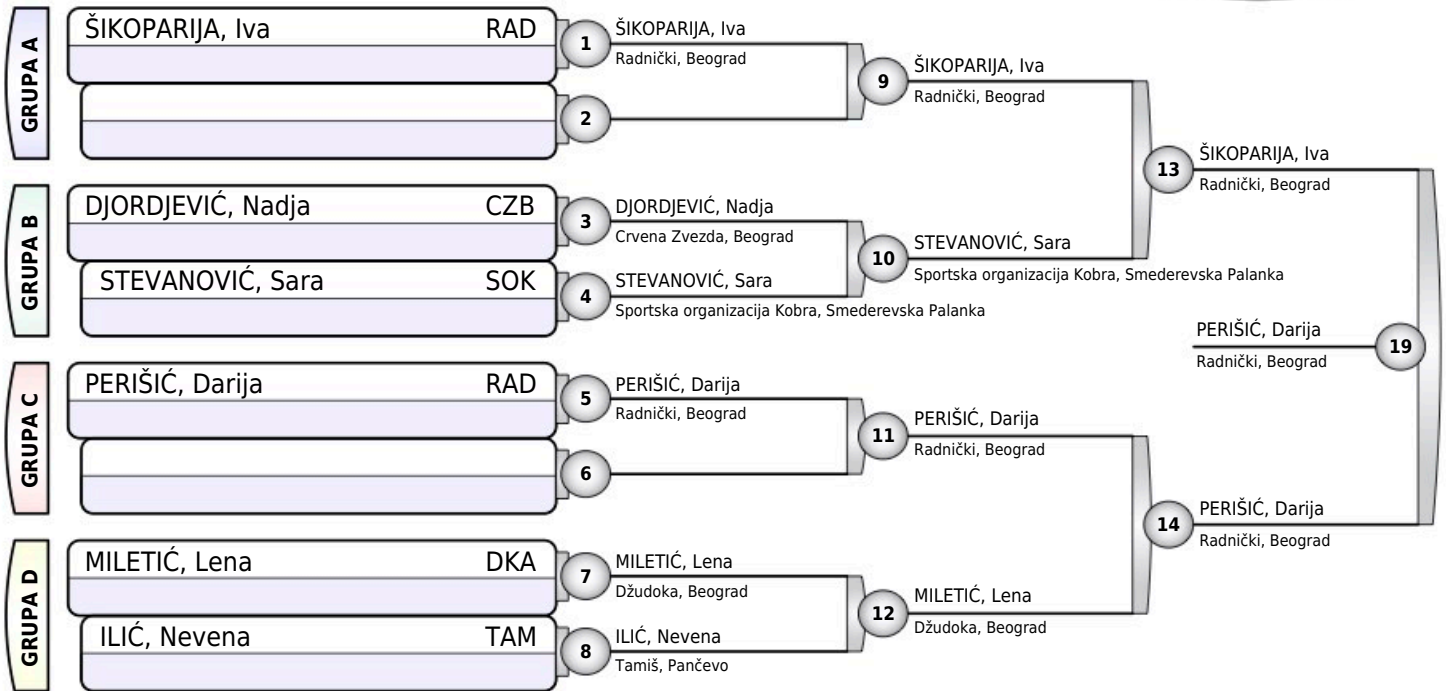 GRUPA A
ŠIKOPARIJA, Iva RAD
1
ŠIKOPARIJA, Iva
Radnički, Beograd
2
9
ŠIKOPARIJA, Iva
Radnički, Beograd
GRUPA B
DJORDJEVIĆ, Nadja CZB
3
DJORDJEVIĆ, Nadja
Crvena Zvezda, Beograd
STEVANOVIĆ, Sara SOK
4
STEVANOVIĆ, Sara
Sportska organizacija Kobra, Smederevska Palanka
10
STEVANOVIĆ, Sara
Sportska organizacija Kobra, Smederevska Palanka
13
ŠIKOPARIJA, Iva
Radnički, Beograd
GRUPA C
PERIŠIĆ, Darija RAD
5
PERIŠIĆ, Darija
Radnički, Beograd
6
11
PERIŠIĆ, Darija
Radnički, Beograd
GRUPA D
MILETIĆ, Lena DKA
7
MILETIĆ, Lena
Džudoka, Beograd
ILIĆ, Nevena TAM
8
ILIĆ, Nevena
Tamiš, Pančevo
12
MILETIĆ, Lena
Džudoka, Beograd
14
PERIŠIĆ, Darija
Radnički, Beograd
PERIŠIĆ, Darija
Radnički, Beograd
19